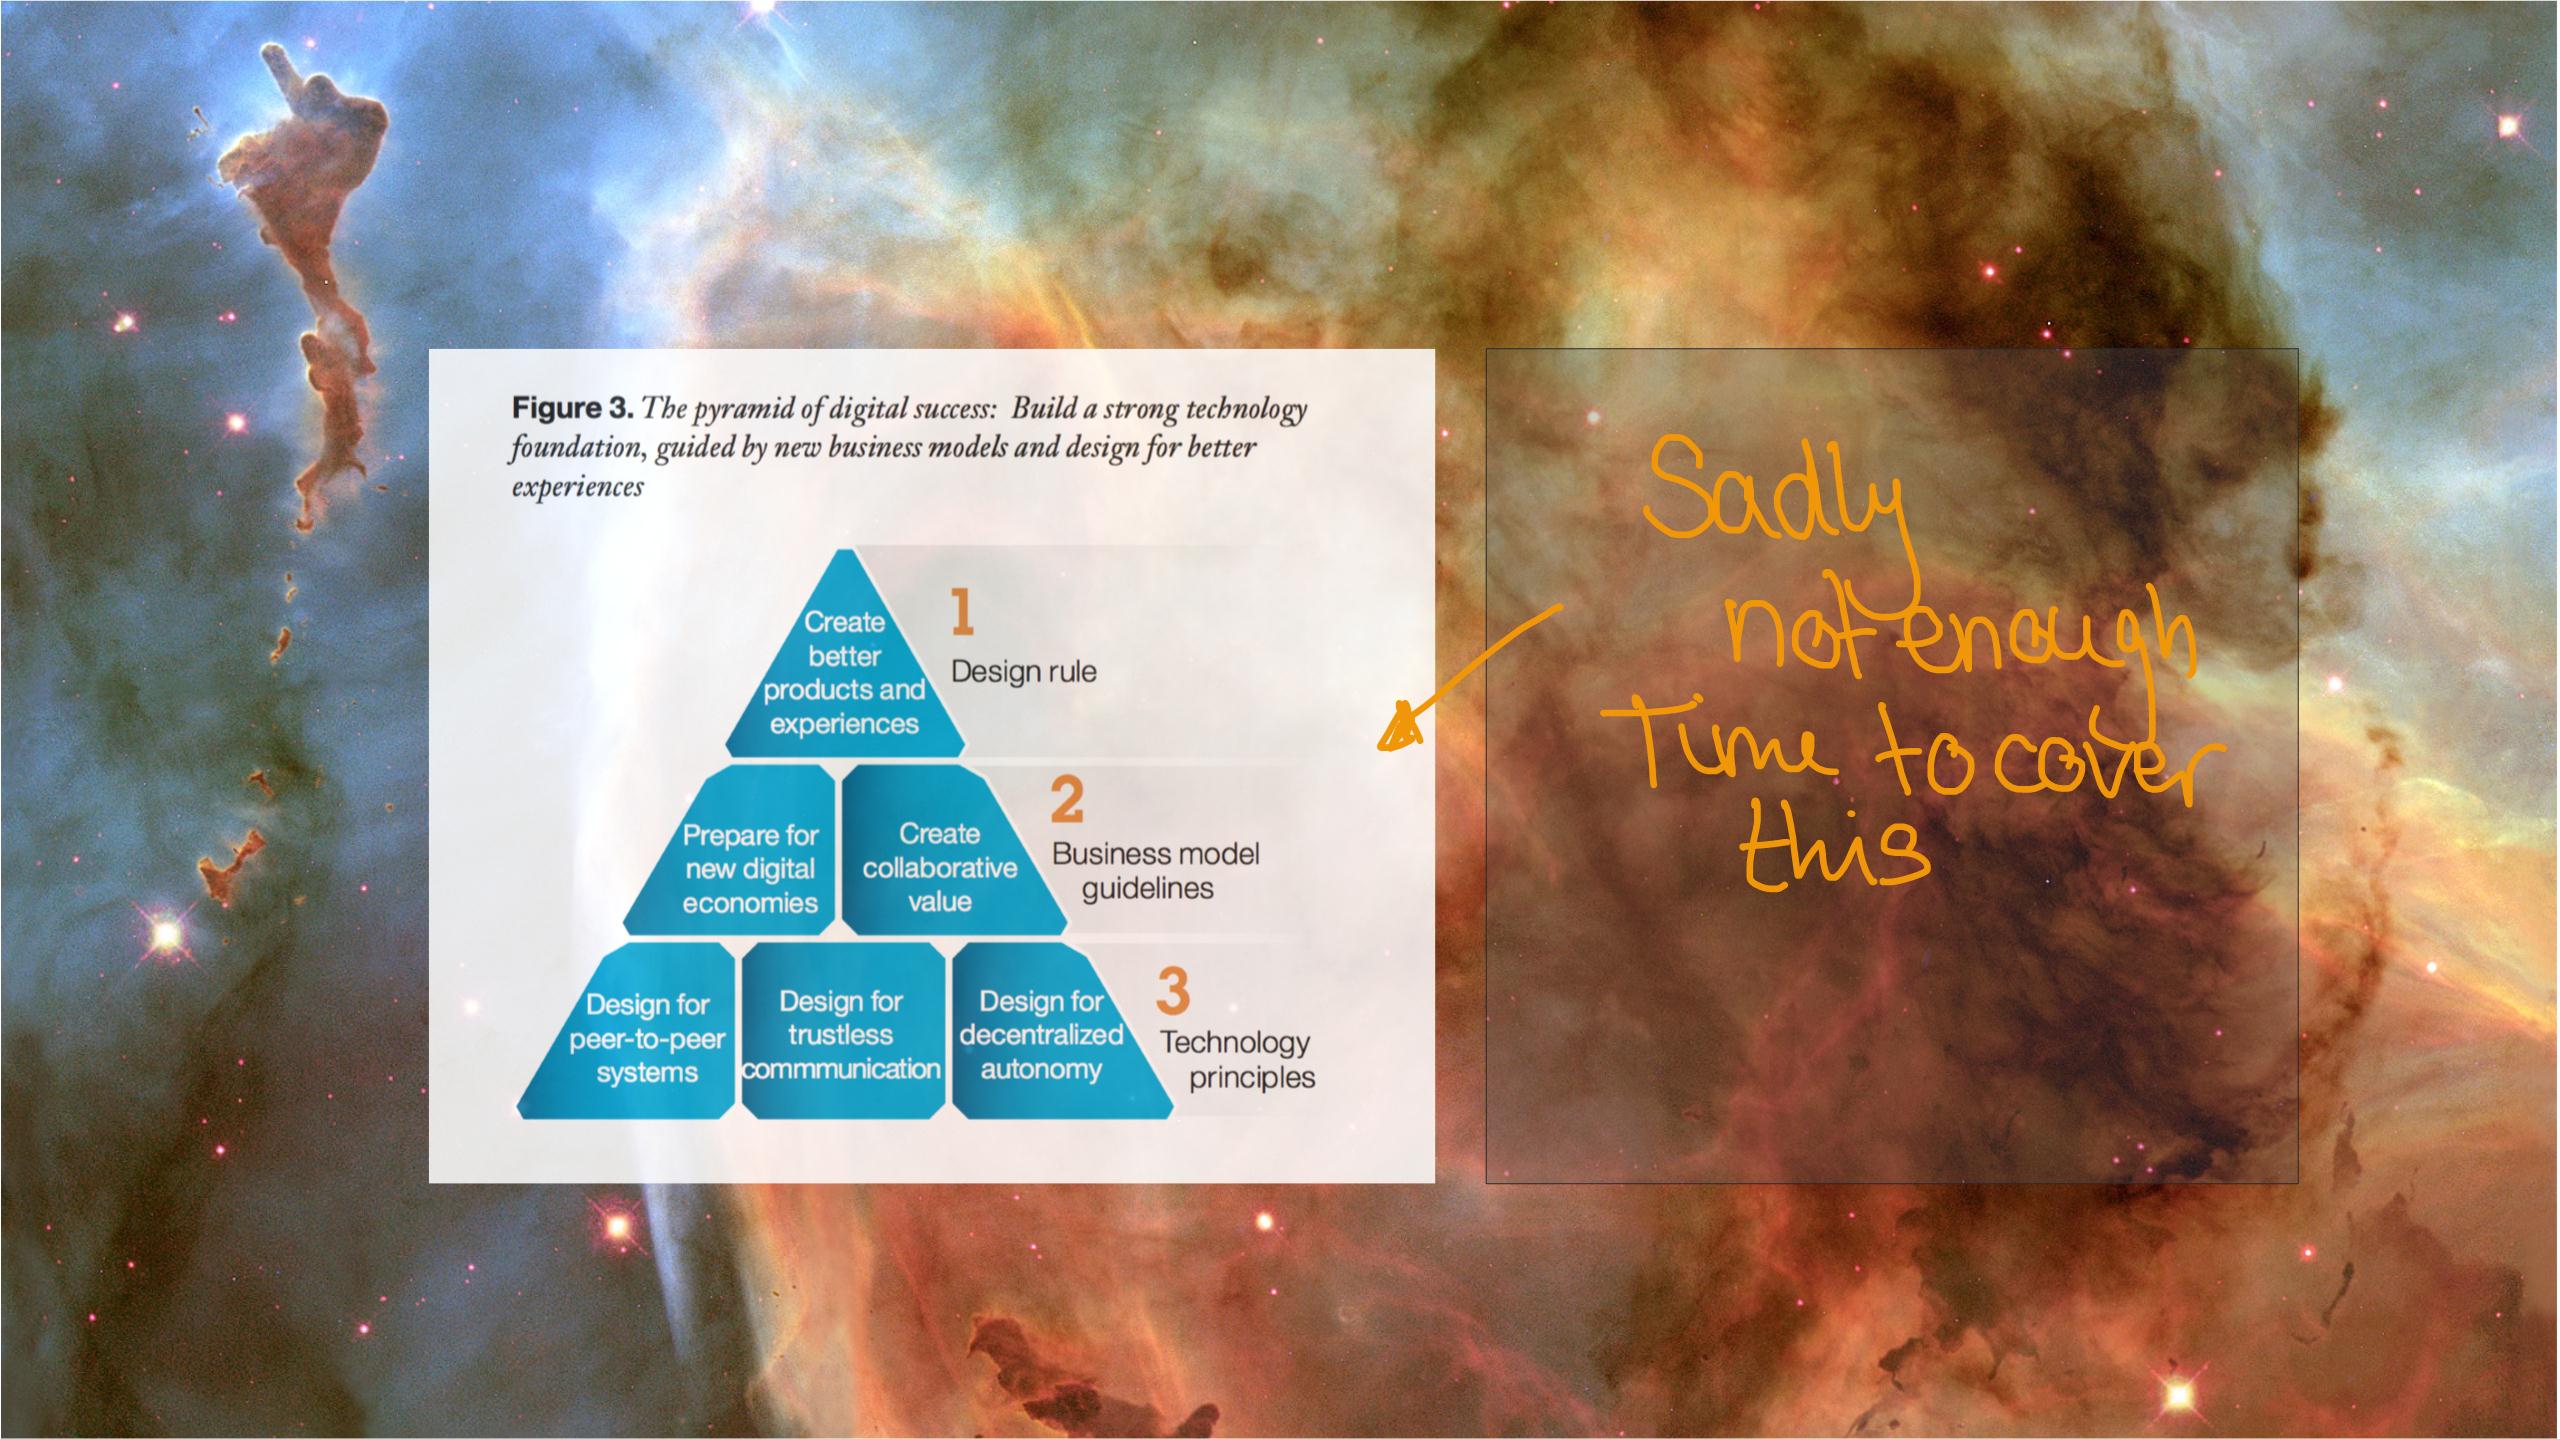 Figure 3. The pyramid of digital success: Build a strong technology
foundation, guided by new business models and design for better
experiences
Create
better
products and
experiences
1
Design rule
Prepare for
new digital
economies
Create
collaborative
value
2
Business model
guidelines
Design for
peer-to-peer
systems
Design for
trustless
commmunication
Design for
decentralized
autonomy
3
Technology
principles
Sadly
not enough
Time to cover
this